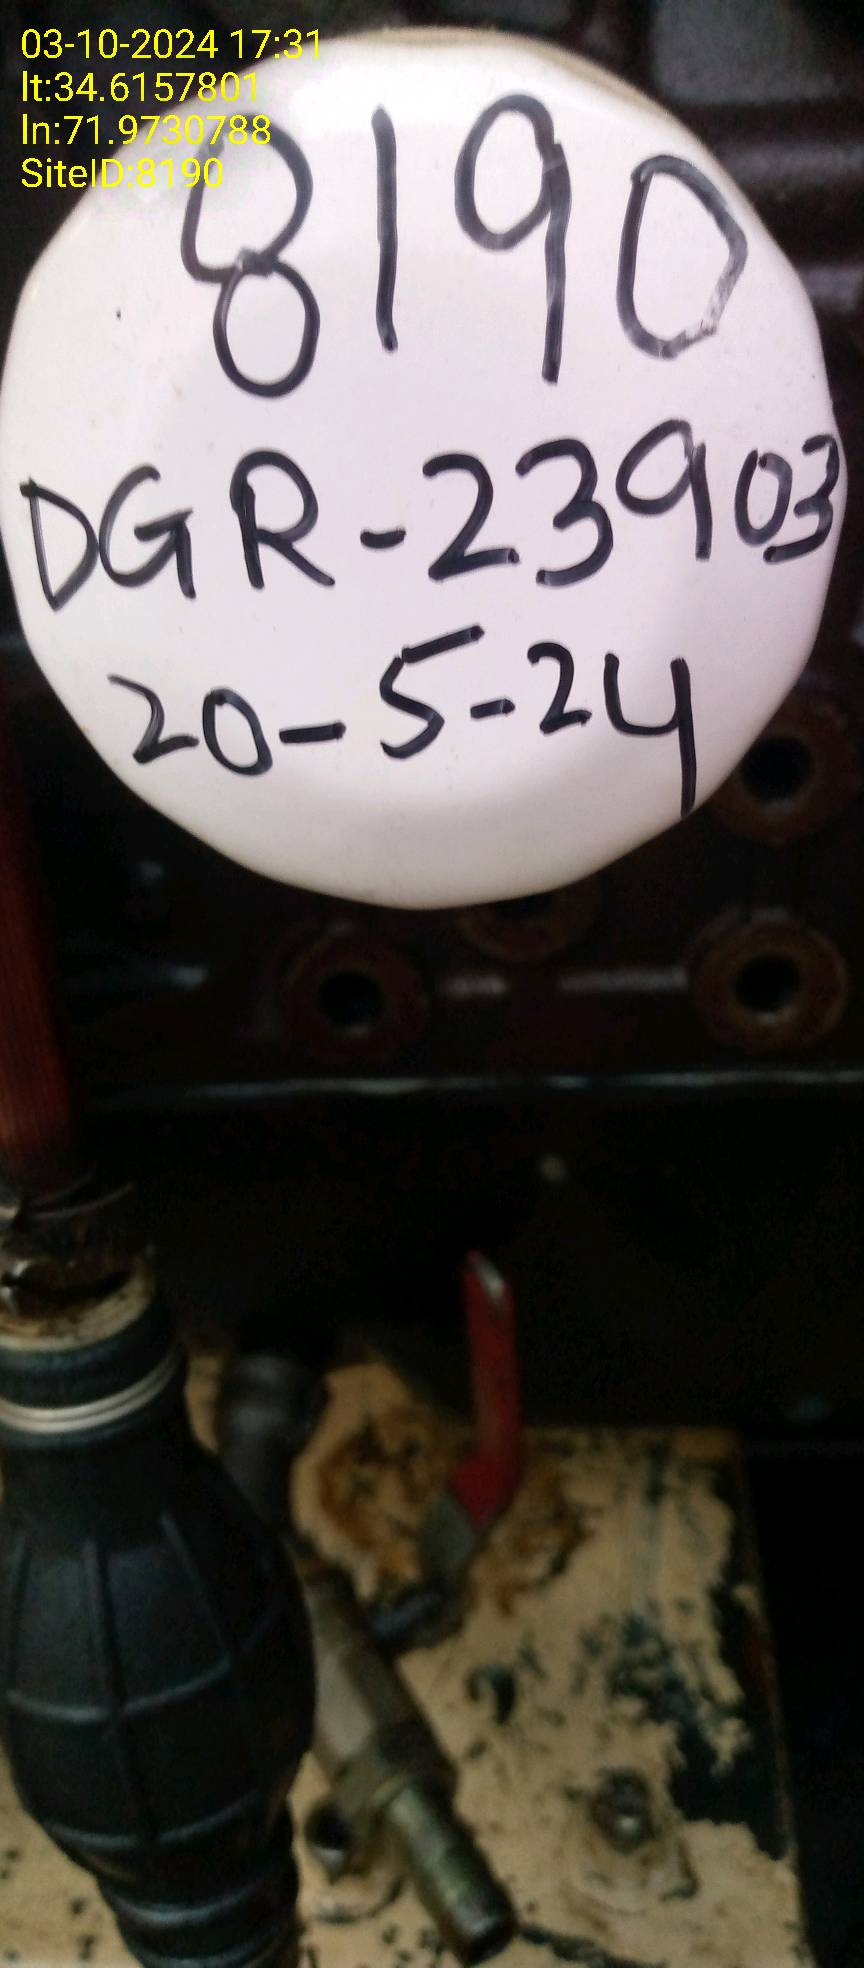 03-10-2024 17:31
lt:34.6157801
ln:71.9730788
SiteID:8190
8190
DGR-23903
20-5-24